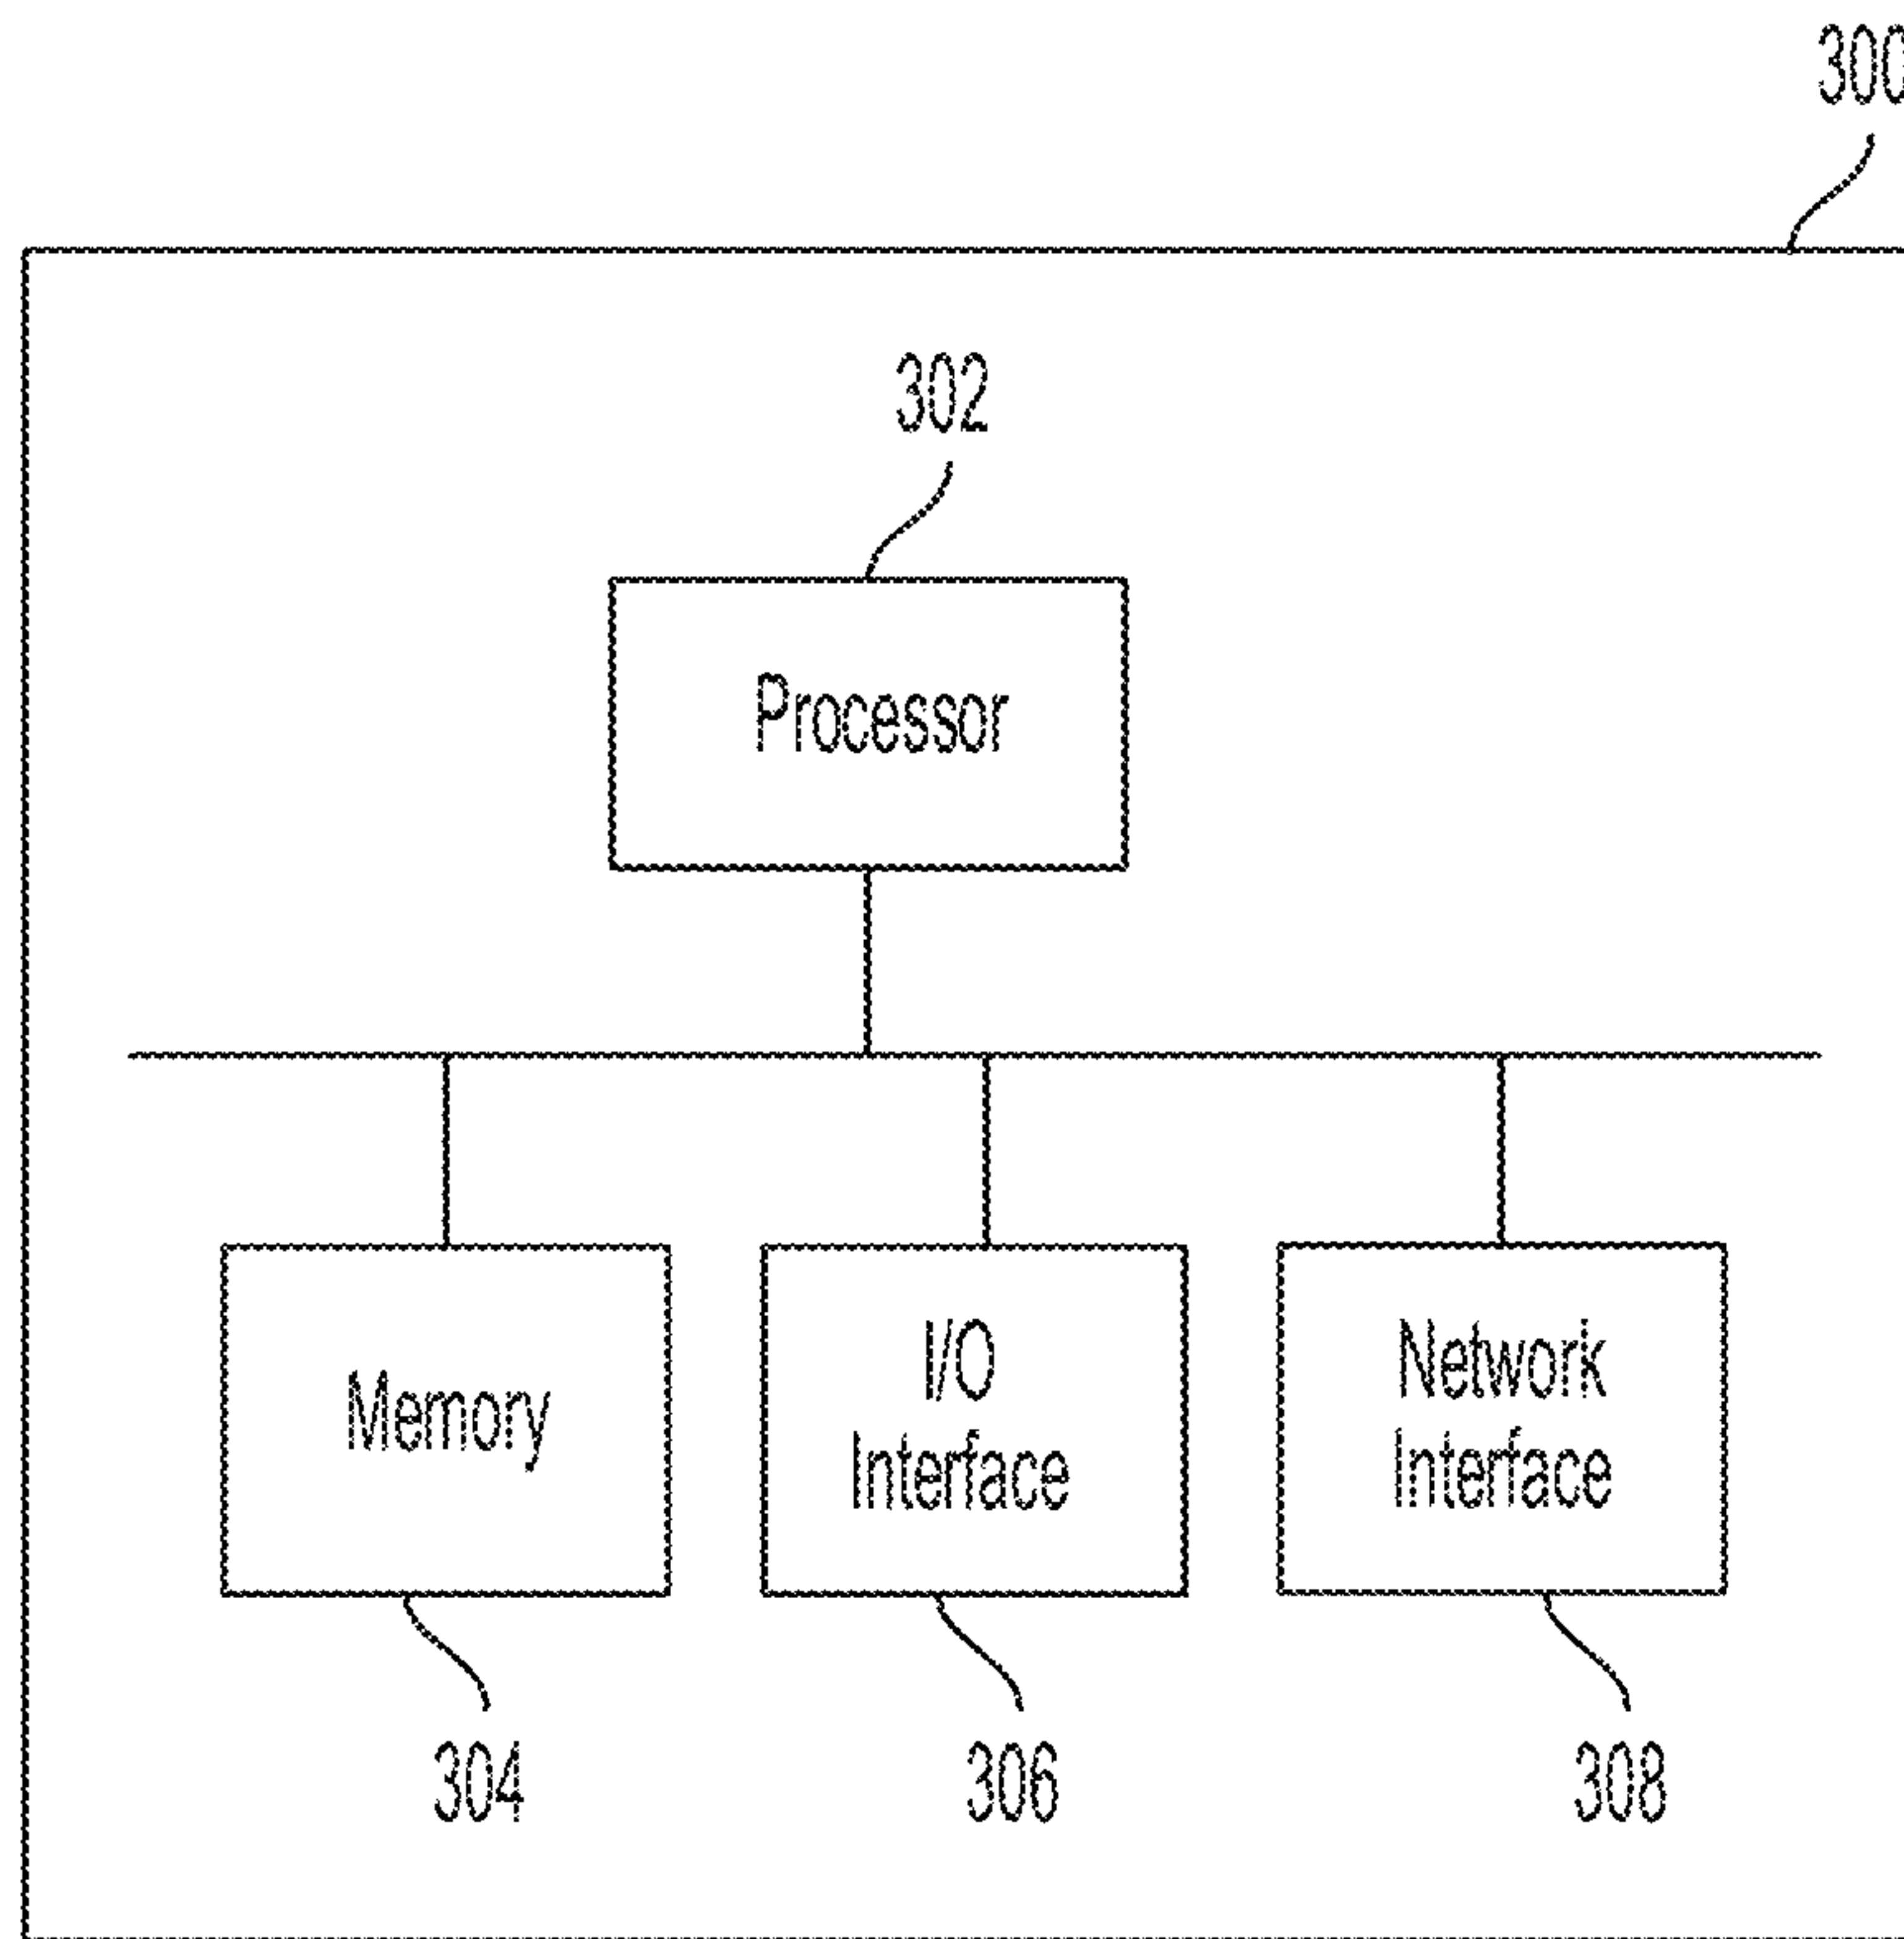 300
302
Processor
Memory
I/O
Interface
Network
Interface
304
306
308